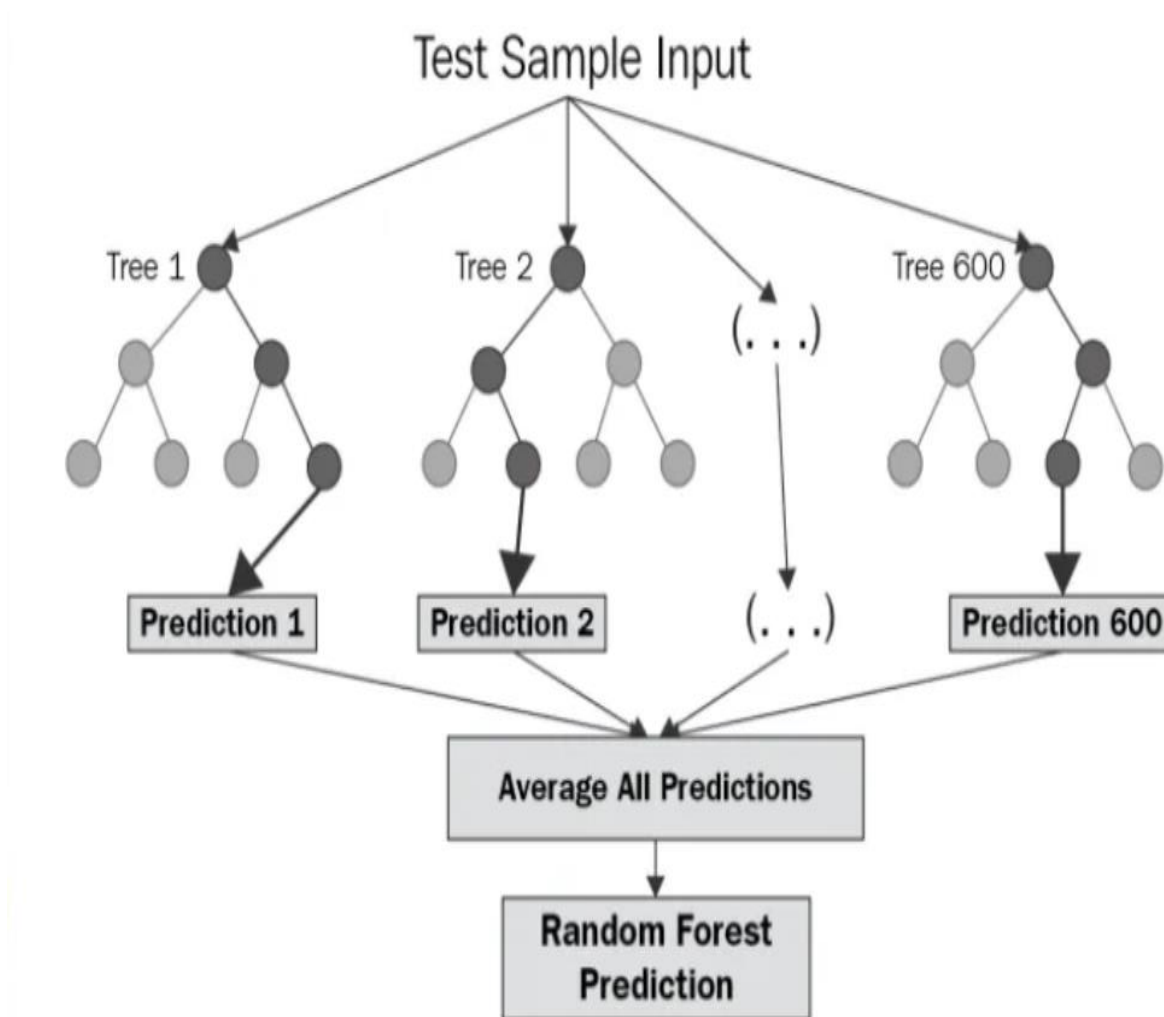 Test Sample Input
Tree 1
Tree 2
Tree 600
(. . .)
Prediction 1
Prediction 2
(. . .)
Prediction 600
Average All Predictions
Random Forest
Prediction